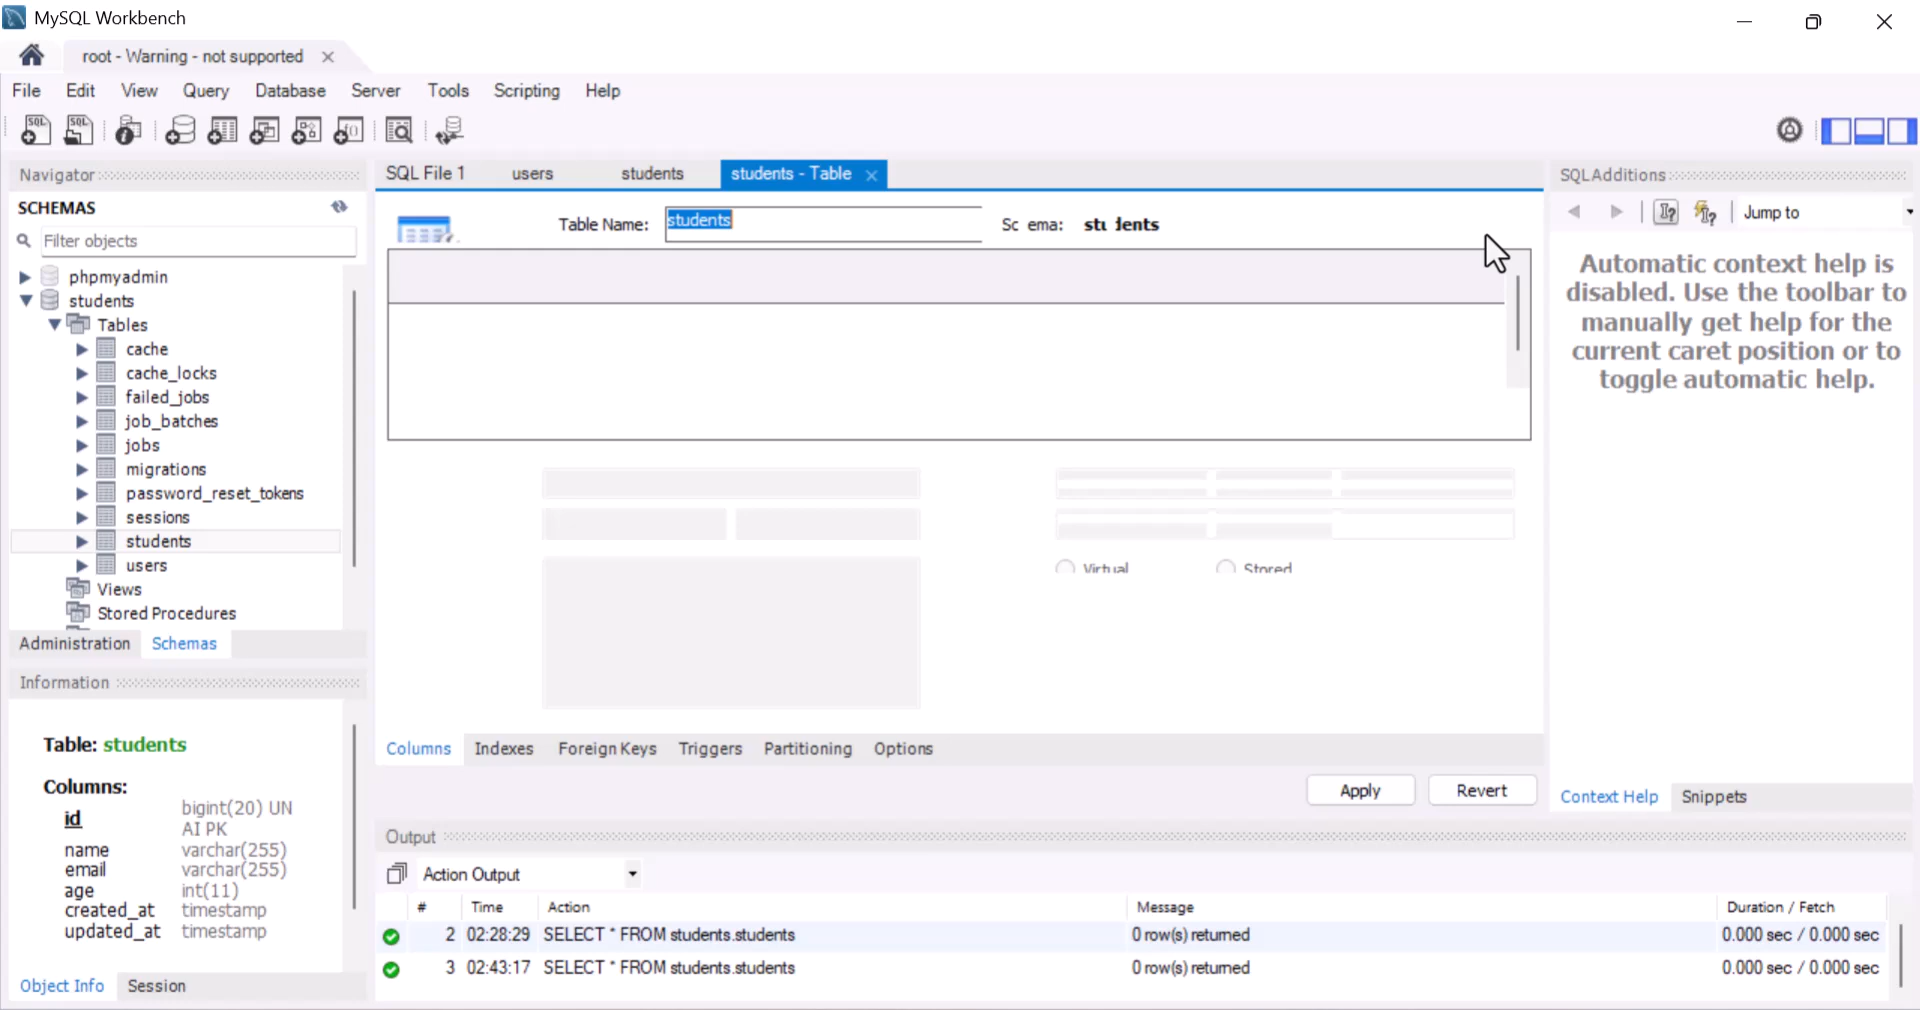 MySQL Workbench
root - Warning - not supported
File Edit View Query Database Server Tools Scripting Help
Navigator
SCHEMAS
Filter objects
phpmyadmin
students
Tables
cache
cache_locks
failed_jobs
job_batches
jobs
migrations
password_reset_tokens
sessions
students
users
Views
Stored Procedures
Administration Schemas
Information
Table: students
Columns:
id bigint(20) UN
AI PK
name varchar(255)
email varchar(255)
age int(11)
created_at timestamp
updated_at timestamp
Object Info Session
SQL File 1 users students students - Table
Table Name: students Sc ema: stu dents
Virtual Stored
Columns Indexes Foreign Keys Triggers Partitioning Options
Apply Revert
SQLAdditions
Jump to
Automatic context help is
disabled. Use the toolbar to
manually get help for the
current caret position or to
toggle automatic help.
Context Help Snippets
Output
Action Output
# Time Action Message Duration / Fetch
2 02:28:29 SELECT * FROM students.students 0 row(s) returned 0.000 sec / 0.000 sec
3 02:43:17 SELECT * FROM students.students 0 row(s) returned 0.000 sec / 0.000 sec